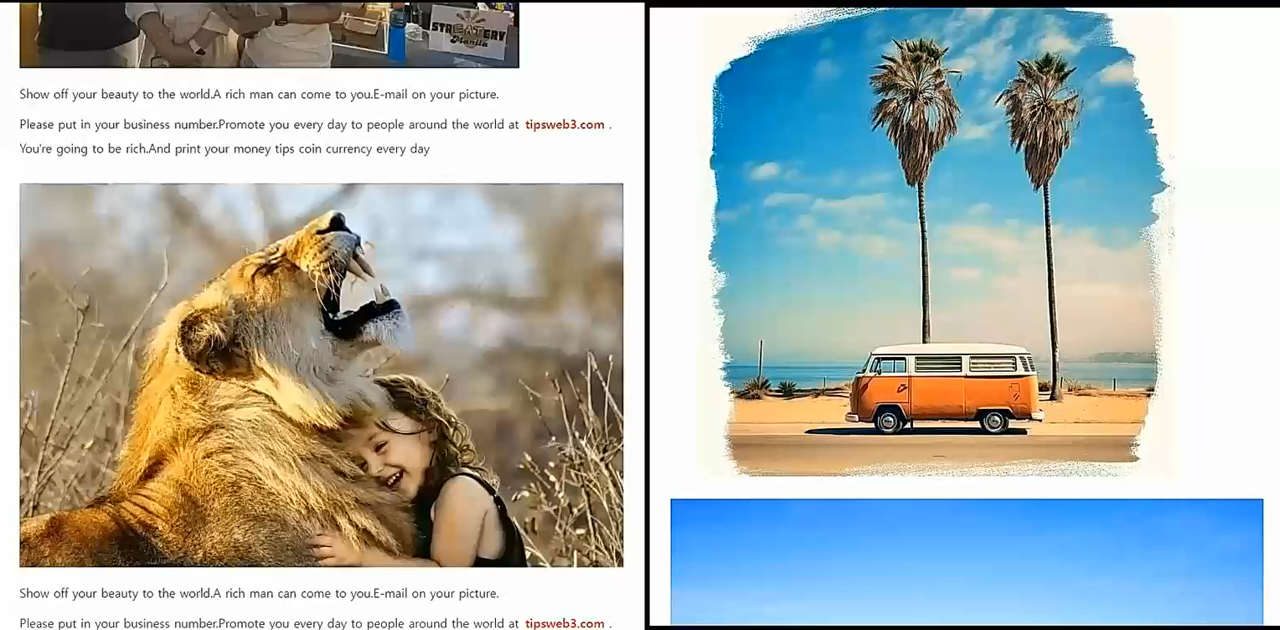 STREATERY
Manila
Show off your beauty to the world.A rich man can come to you.E-mail on your picture.
Please put in your business number.Promote you every day to people around the world at tipsweb3.com .
You're going to be rich.And print your money tips coin currency every day
Show off your beauty to the world.A rich man can come to you.E-mail on your picture.
Please put in your business number.Promote you every day to people around the world at tipsweb3.com .